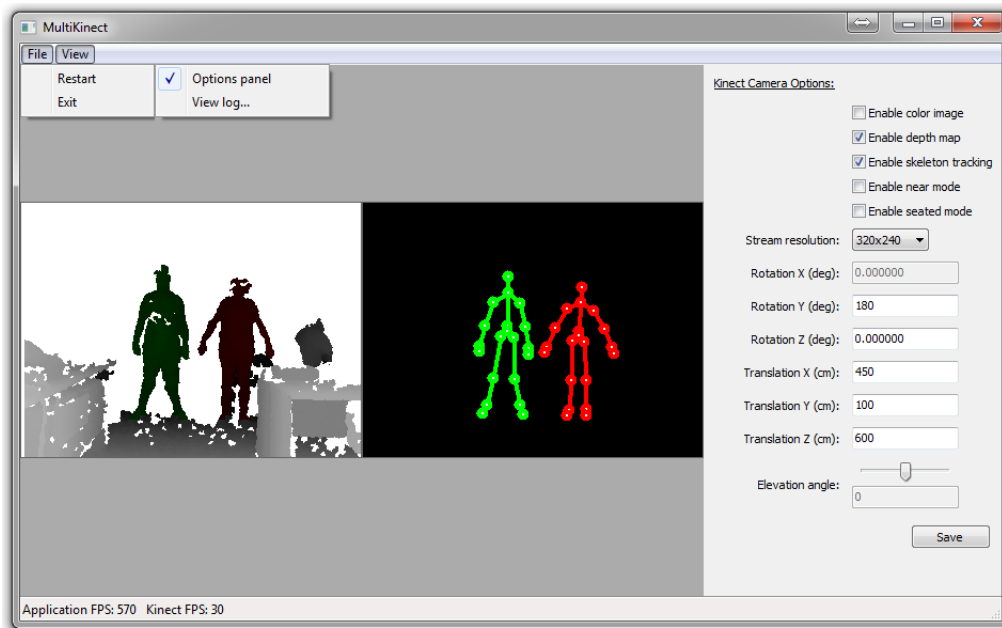 MultiKinect
File View
Restart
Exit
Options panel
View log...
Kinect Camera Options:
Enable color image
Enable depth map
Enable skeleton tracking
Enable near mode
Enable seated mode
Stream resolution: 320x240
Rotation X (deg): 0.000000
Rotation Y (deg): 180
Rotation Z (deg): 0.000000
Translation X (cm): 450
Translation Y (cm): 100
Translation Z (cm): 600
Elevation angle:
0
Save
Application FPS: 570 Kinect FPS: 30